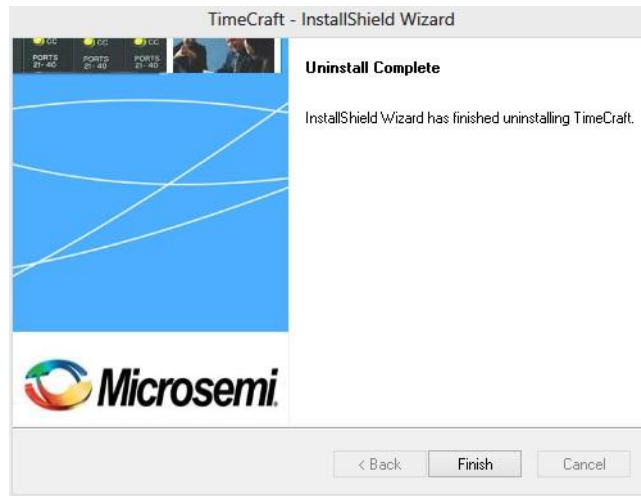 TimeCraft - InstallShield Wizard
CC CC CC
PORTS PORTS PORTS
21-40 21-40 21-40
Uninstall Complete
InstallShield Wizard has finished uninstalling TimeCraft.
Microsemi.
< Back Finish Cancel